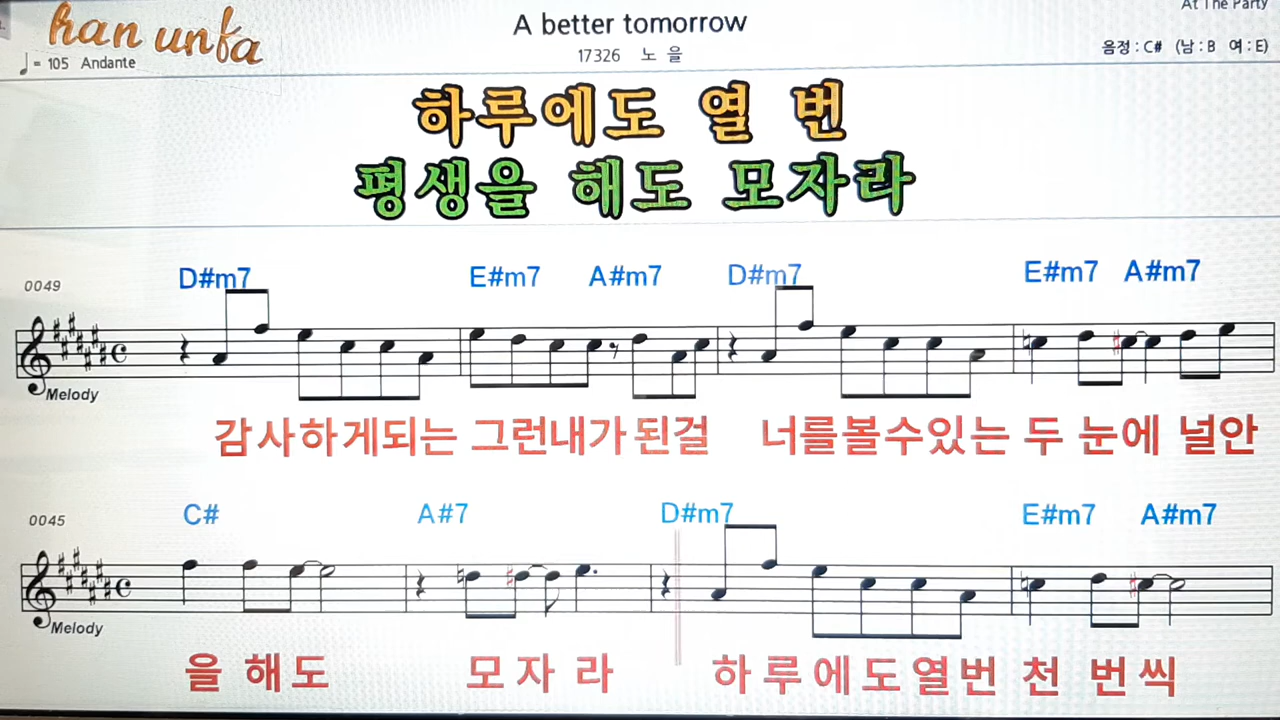 han unfa
A better tomorrow
At The Party
♩= 105 Andante
17326 노 을
음정 : C# (남 : B 여 : E)
하루에도 열 번
평생을 해도 모자라
0049
D#m7 E#m7 A#m7 D#m7 E#m7 A#m7
Melody
감사하게되는 그런내가된걸 너를볼수있는 두 눈에 널안
0045
C# A#7 D#m7 E#m7 A#m7
Melody
을 해도 모자라 하루에도열번 천 번씩